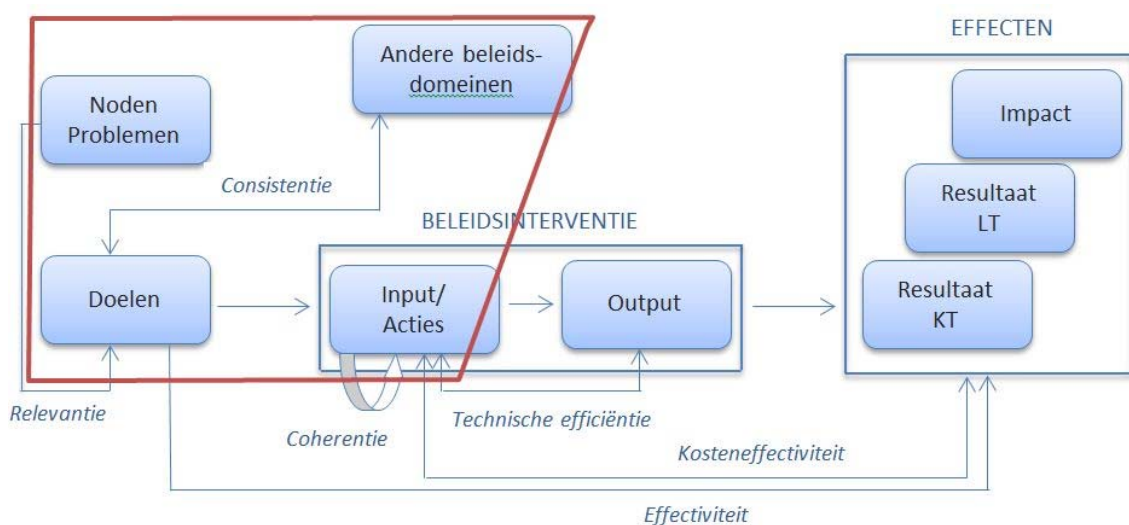 EFFECTEN
Andere beleids-
domeinen
Noden
Problemen
Impact
Consistentie
Resultaat
LT
BELEIDSINTERVENTIE
Doelen
Input/
Acties
Output
Resultaat
KT
Relevantie
Technische efficiëntie
Coherentie
Kosteneffectiviteit
Effectiviteit